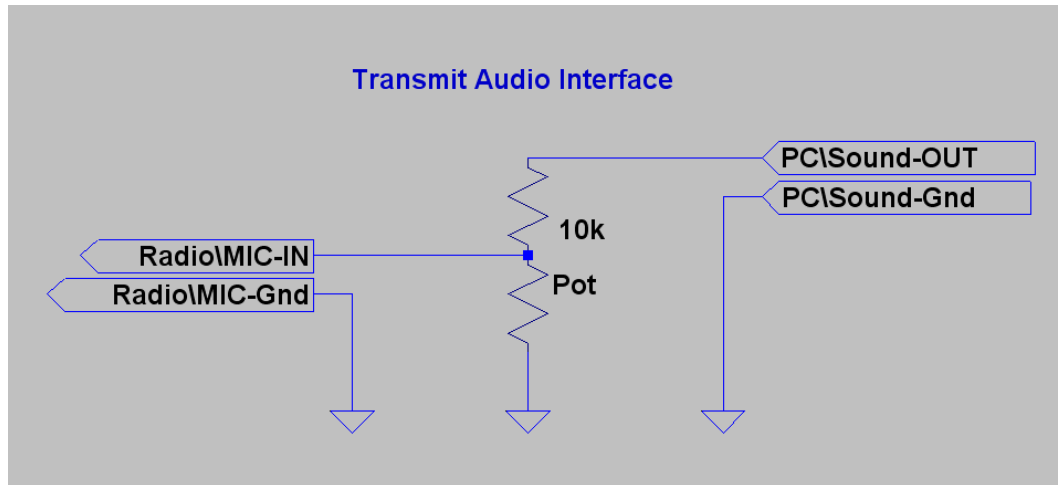 Transmit Audio Interface
PC\Sound-OUT
PC\Sound-Gnd
10k
Radio\MIC-IN
Pot
Radio\MIC-Gnd